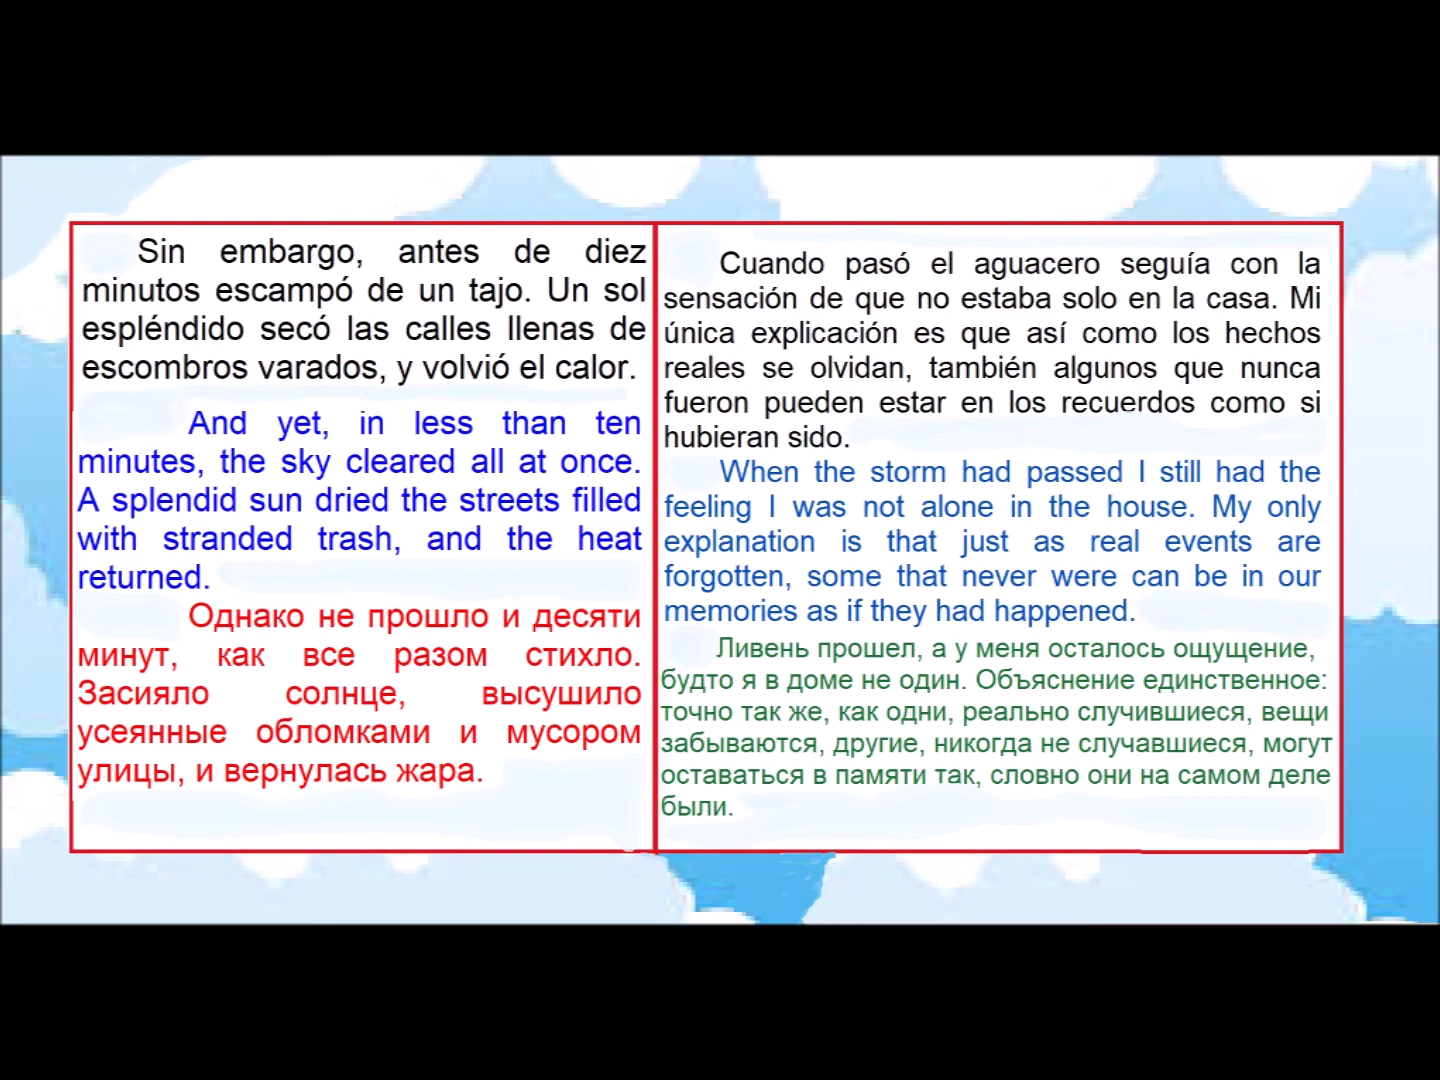 Sin embargo, antes de diez
minutos escampó de un tajo. Un sol
espléndido secó las calles llenas de
escombros varados, y volvió el calor.
And yet, in less than ten
minutes, the sky cleared all at once.
A splendid sun dried the streets filled
with stranded trash, and the heat
returned.
Однако не прошло и десяти
минут, как все разом стихло.
Засияло солнце, высушило
усеянные обломками и мусором
улицы, и вернулась жара.
Cuando pasó el aguacero seguía con la
sensación de que no estaba solo en la casa. Mi
única explicación es que así como los hechos
reales se olvidan, también algunos que nunca
fueron pueden estar en los recuerdos como si
hubieran sido.
When the storm had passed I still had the
feeling I was not alone in the house. My only
explanation is that just as real events are
forgotten, some that never were can be in our
memories as if they had happened.
Ливень прошел, а у меня осталось ощущение,
будто я в доме не один. Объяснение единственное:
точно так же, как одни, реально случившиеся, вещи
забываются, другие, никогда не случавшиеся, могут
оставаться в памяти так, словно они на самом деле
были.